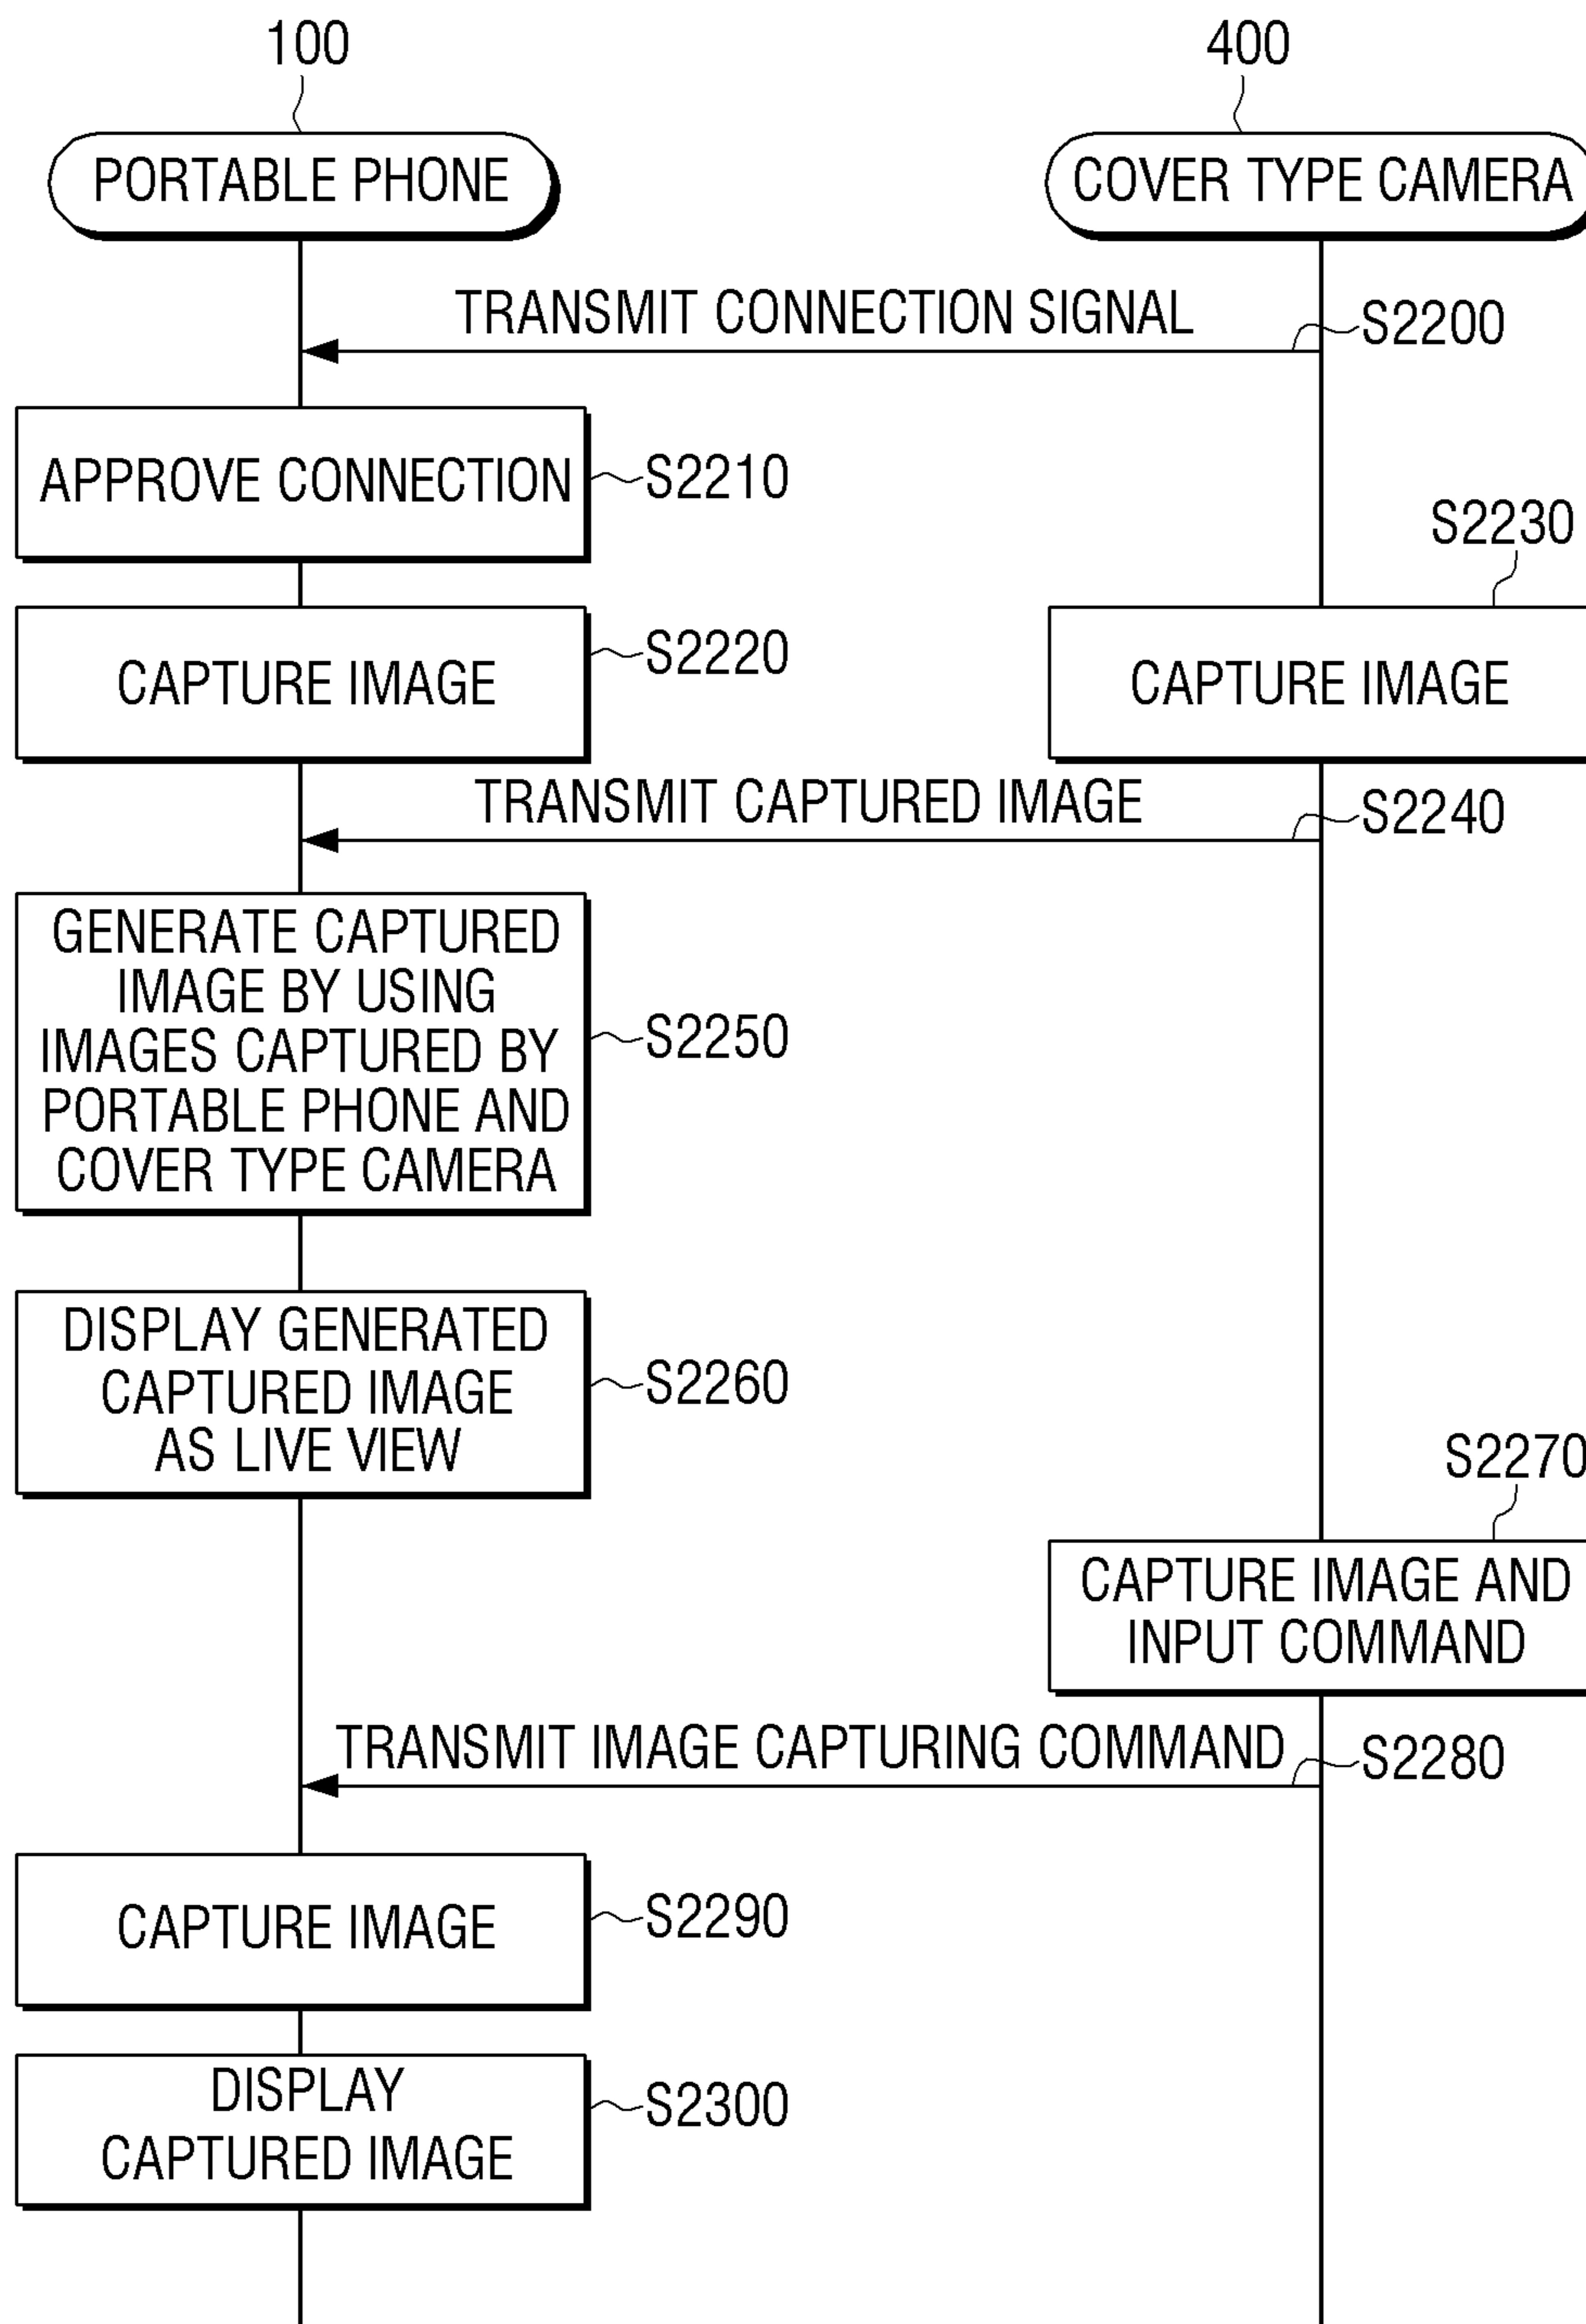 100
400
PORTABLE PHONE
COVER TYPE CAMERA
TRANSMIT CONNECTION SIGNAL
S2200
APPROVE CONNECTION
S2210
S2230
CAPTURE IMAGE
S2220
CAPTURE IMAGE
TRANSMIT CAPTURED IMAGE
S2240
GENERATE CAPTURED
IMAGE BY USING
IMAGES CAPTURED BY
PORTABLE PHONE AND
COVER TYPE CAMERA
S2250
DISPLAY GENERATED
CAPTURED IMAGE
AS LIVE VIEW
S2260
S2270
CAPTURE IMAGE AND
INPUT COMMAND
TRANSMIT IMAGE CAPTURING COMMAND
S2280
CAPTURE IMAGE
S2290
DISPLAY
CAPTURED IMAGE
S2300